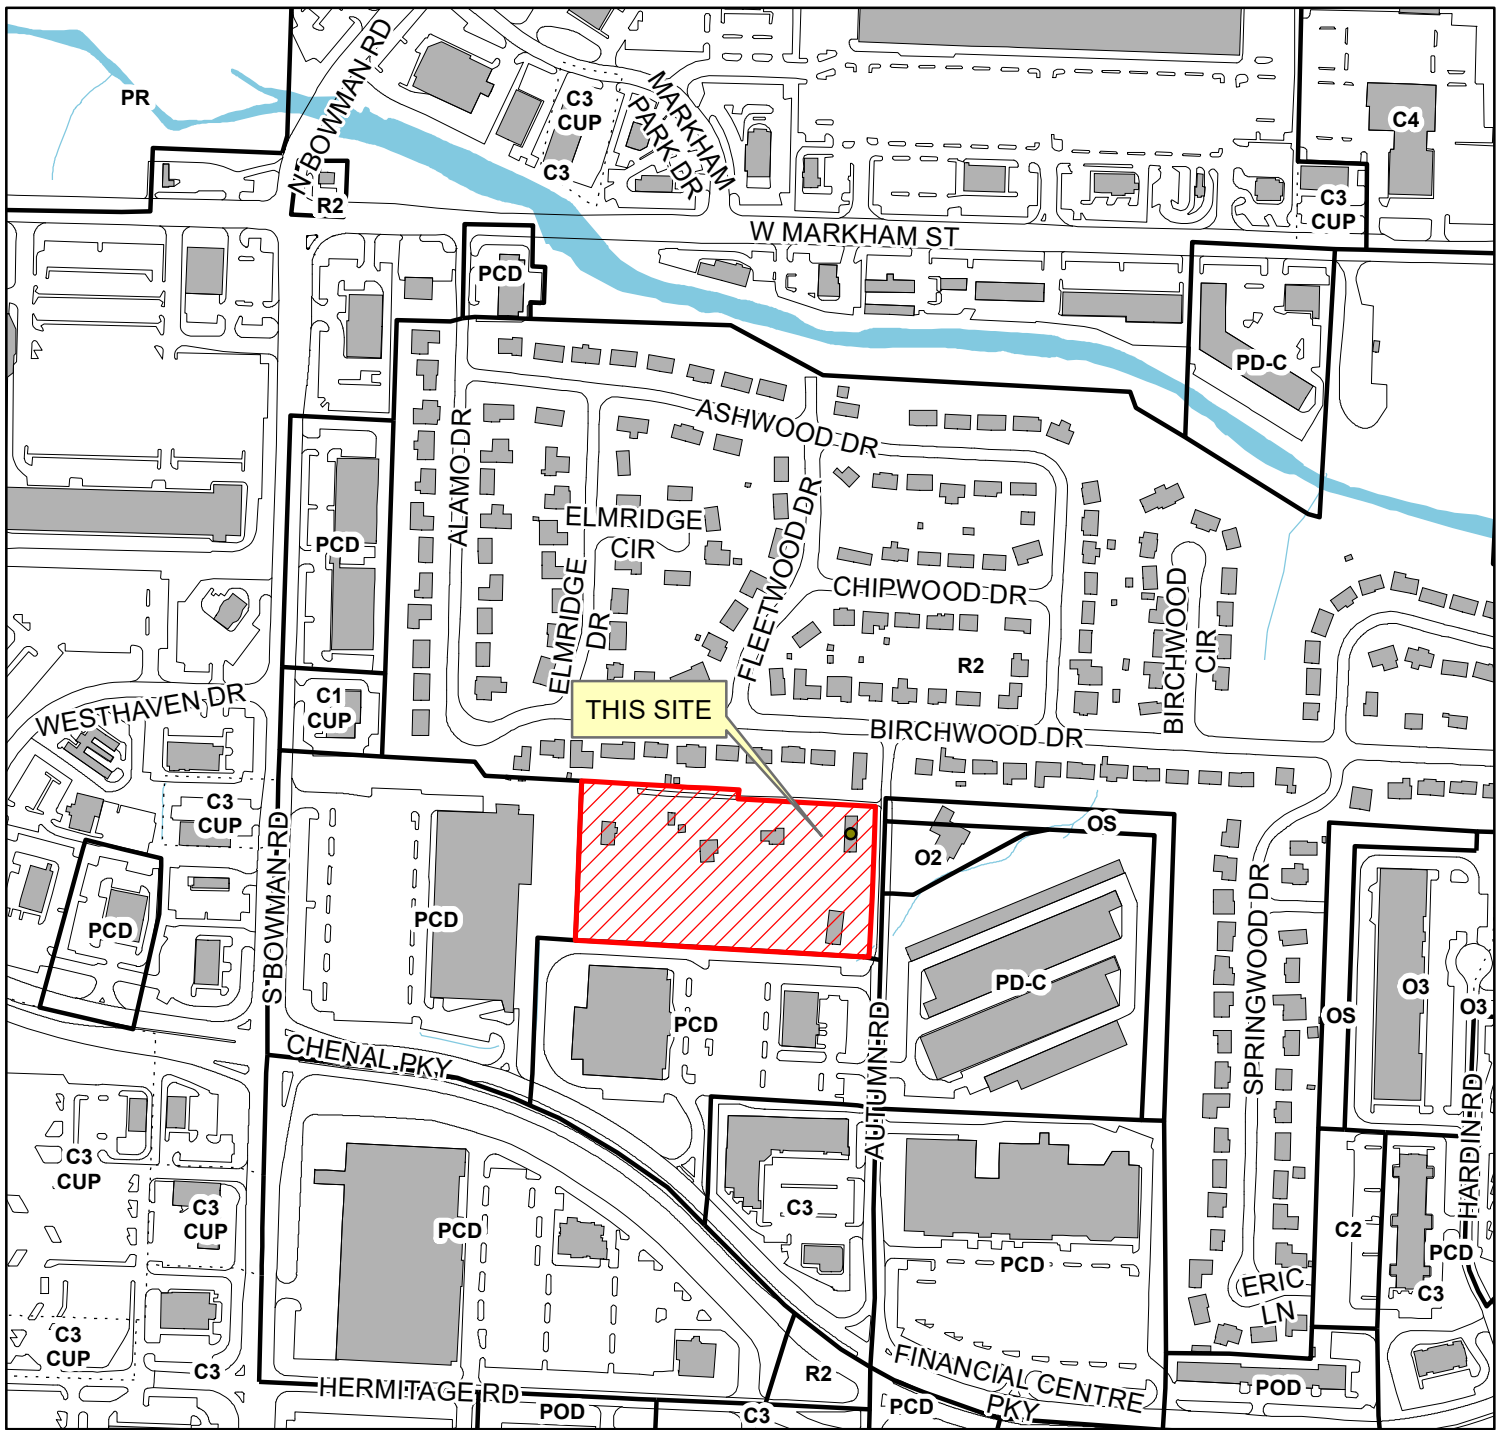 PR
N BOWMAN RD
C3
CUP
C3
MARKHAM
PARK DR
MARKHAM
C4
R2
C3
CUP
W MARKHAM ST
PCD
PD-C
ASHWOOD DR
ALAMO DR
ELMRIDGE
CIR
FLEETWOOD DR
PCD
CHIPWOOD DR
ELMRIDGE
DR
BIRCHWOOD
CIR
R2
C1
CUP
WESTHAVEN DR
THIS SITE
BIRCHWOOD DR
C3
CUP
OS
O2
S BOWMAN RD
PCD
PCD
SPRINGWOOD DR
PD-C
O3
O3
OS
PCD
AUTUMN RD
CHENAL PKY
HARDIN RD
C3
CUP
C3
CUP
PCD
C3
C2
PCD
PCD
C3
ERIC
LN
C3
CUP
C3
R2
FINANCIAL CENTRE
PKY
HERMITAGE RD
POD
C3
PCD
POD